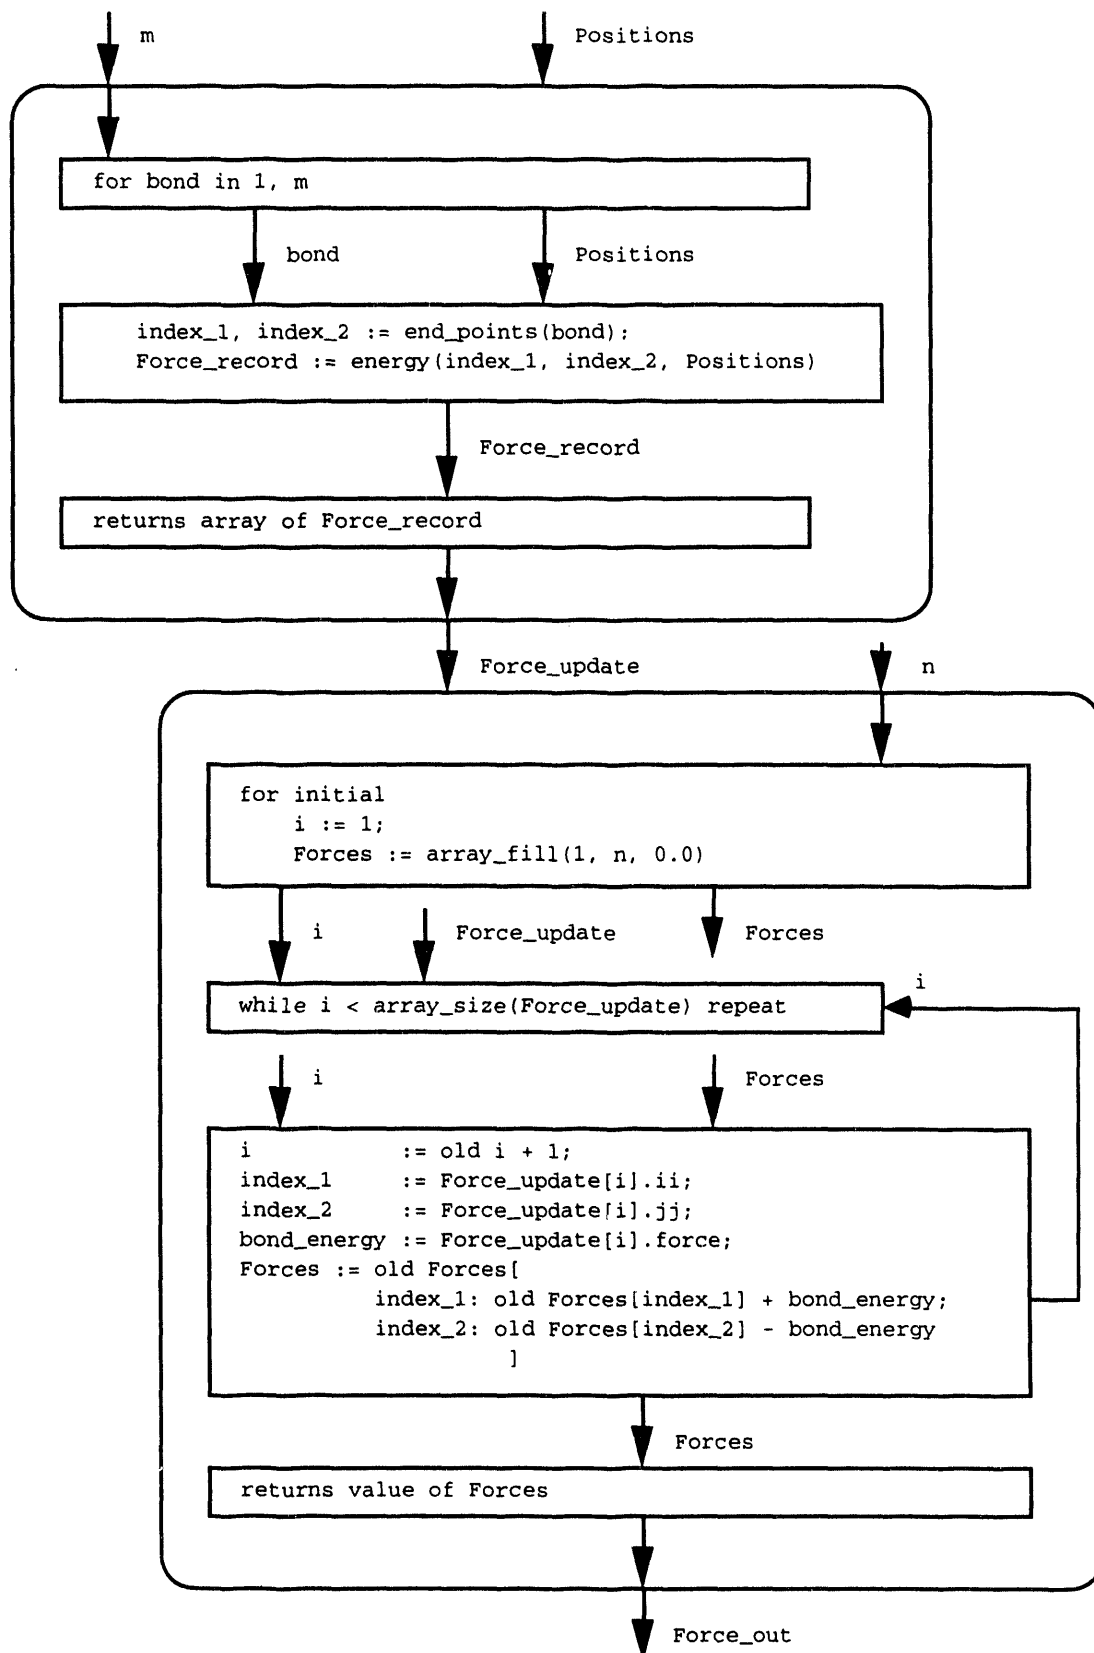 m
Positions
for bond in 1, m
bond
Positions
index_1, index_2 := end_points(bond);
Force_record := energy(index_1, index_2, Positions)
Force_record
returns array of Force_record
Force_update
n
for initial
i := 1;
Forces := array_fill(1, n, 0.0)
i
Force_update
Forces
i
while i < array_size(Force_update) repeat
i
Forces
i := old i + 1;
index_1 := Force_update[i].ii;
index_2 := Force_update[i].jj;
bond_energy := Force_update[i].force;
Forces := old Forces[
index_1: old Forces[index_1] + bond_energy;
index_2: old Forces[index_2] - bond_energy
]
Forces
returns value of Forces
Force_out